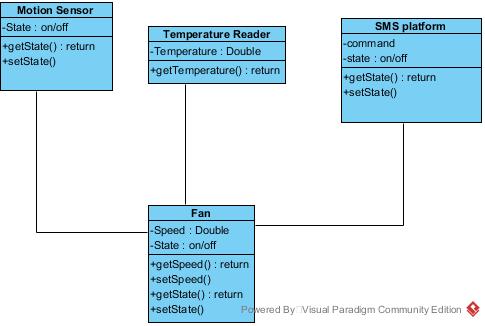 Motion Sensor
-State : on/off
+getState() : return
+setState()
Temperature Reader
-Temperature : Double
+getTemperature() : return
SMS platform
-command
-state : on/off
+getState() : return
+setState()
Fan
-Speed : Double
-State : on/off
+getSpeed() : return
+setSpeed()
+getState() : return
+setState()
Powered By Visual Paradigm Community Edition